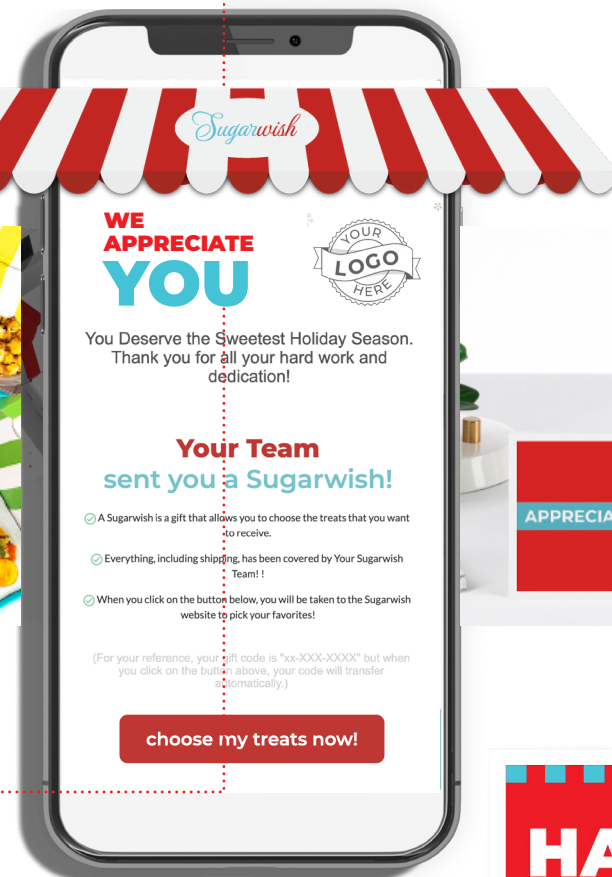 Sugarwish
WE
APPRECIATE
YOU
YOUR
LOGO
HERE
You Deserve the Sweetest Holiday Season.
Thank you for all your hard work and
dedication!
Your Team
sent you a Sugarwish!
A Sugarwish is a gift that allows you to choose the treats that you want
to receive.
Everything, including shipping, has been covered by Your Sugarwish
Team! !
When you click on the button below, you will be taken to the Sugarwish
website to pick your favorites!
(For your reference, your gift code is "xx-XXX-XXXX" but when
you click on the button above, your code will transfer
automatically.)
choose my treats now!
APPRECIA
HA